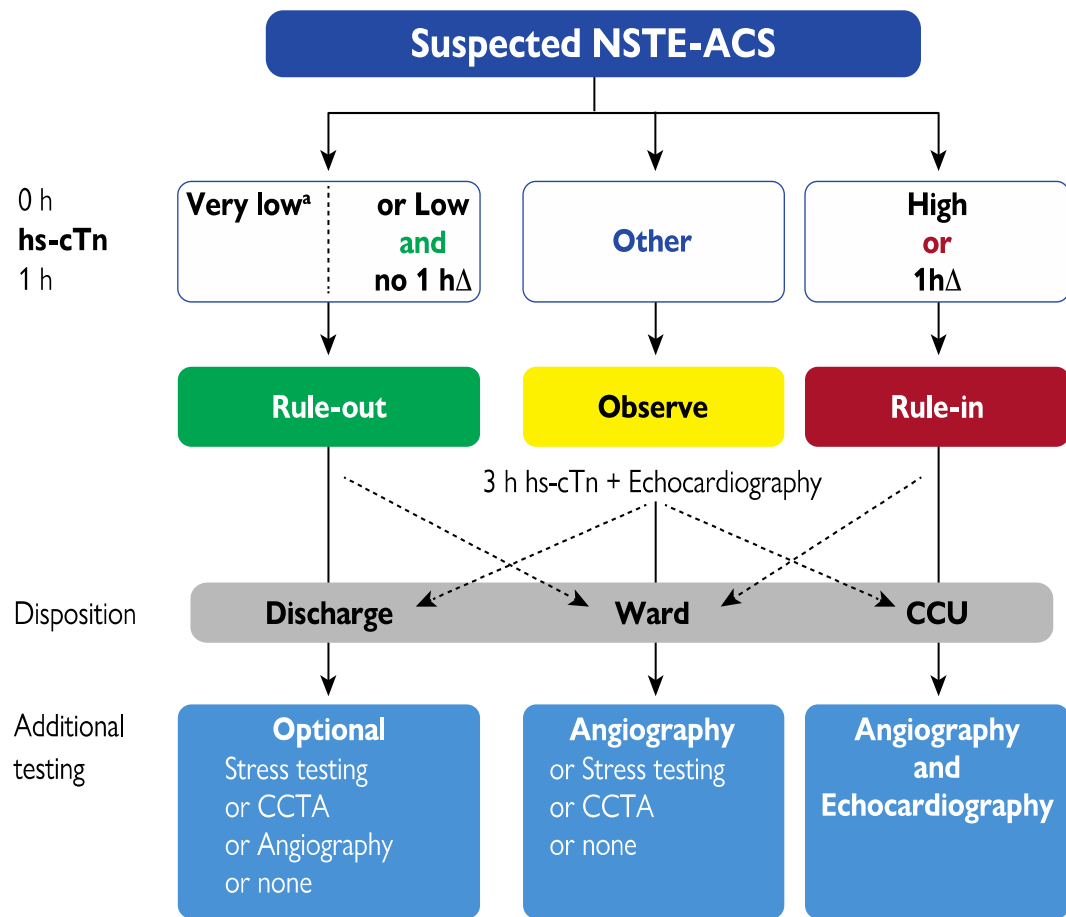 Suspected NSTE-ACS
0 h
hs-cTn
1 h
Very lowᵃ
or Low
and
no 1 hΔ
Other
High
or
1hΔ
Rule-out
Observe
Rule-in
3 h hs-cTn + Echocardiography
Disposition
Discharge
Ward
CCU
Additional
testing
Optional
Stress testing
or CCTA
or Angiography
or none
Angiography
or Stress testing
or CCTA
or none
Angiography
and
Echocardiography